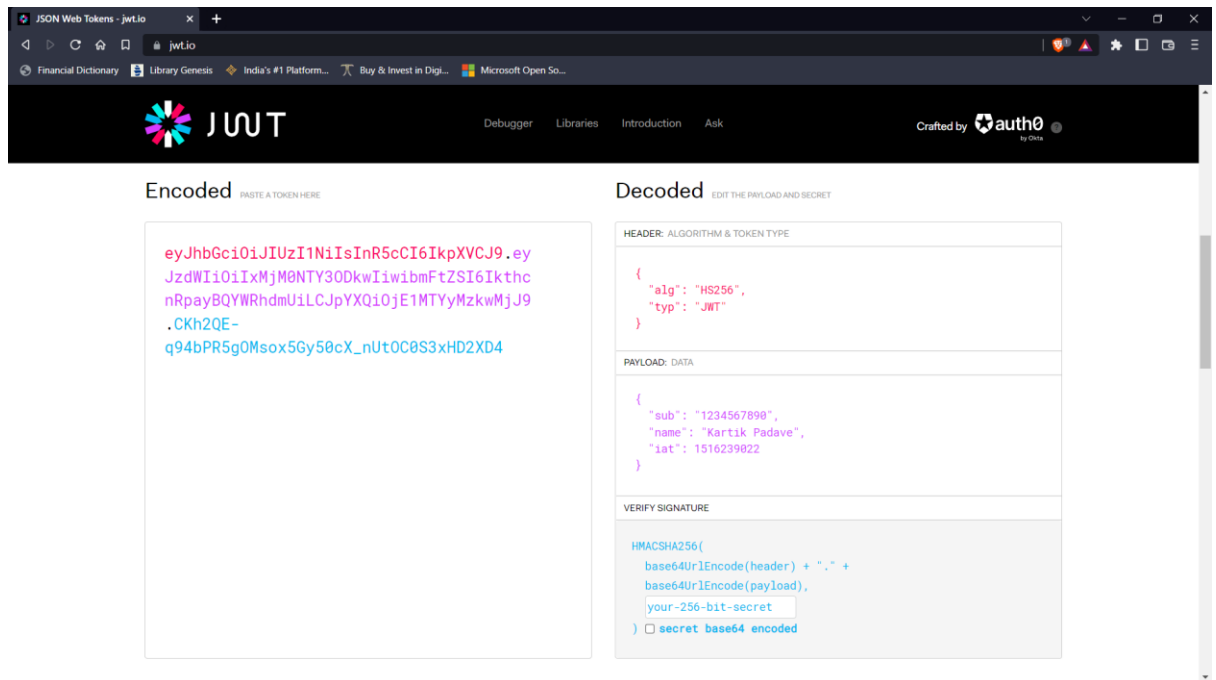 JSON Web Tokens - jwt.io
jwt.io
Financial Dictionary Library Genesis India's #1 Platform... Buy & Invest in Digi... Microsoft Open So...
JWT
Debugger Libraries Introduction Ask
Crafted by auth0
by Okta
Encoded PASTE A TOKEN HERE
eyJhbGciOiJIUzI1NiIsInR5cCI6IkpXVCJ9.ey
JzdWIiOiIxMjM0NTY3ODkwIiwibmFtZSI6Ikthc
nRpayBQYWRhdmUiLCJpYXQiOjE1MTYyMzkwMjJ9
.CKh2QE-
q94bPR5gOMsox5Gy50cX_nUtOC0S3xHD2XD4
Decoded EDIT THE PAYLOAD AND SECRET
HEADER: ALGORITHM & TOKEN TYPE
{
"alg": "HS256",
"typ": "JWT"
}
PAYLOAD: DATA
{
"sub": "1234567890",
"name": "Kartik Padave",
"iat": 1516239022
}
VERIFY SIGNATURE
HMACSHA256(
base64UrlEncode(header) + "." +
base64UrlEncode(payload),
your-256-bit-secret
) secret base64 encoded